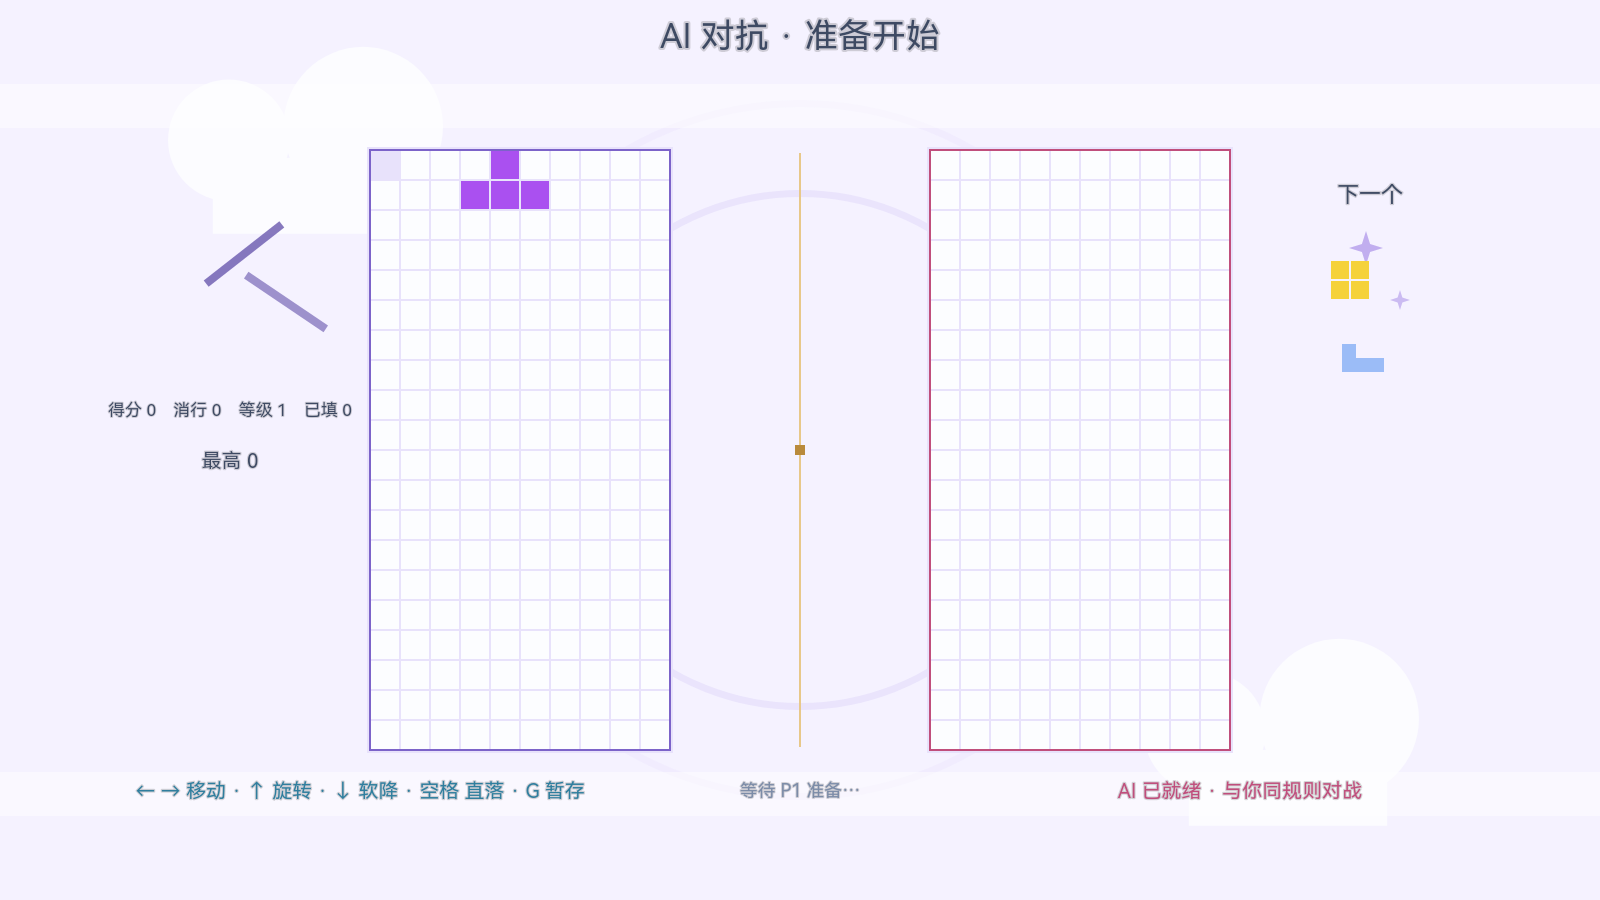 AI 对抗 · 准备开始
下一个
得分 0 消行 0 等级 1 已填 0
最高 0
← → 移动 · ↑ 旋转 · ↓ 软降 · 空格 直落 · G 暂存
等待 P1 准备…
AI 已就绪 · 与你同规则对战